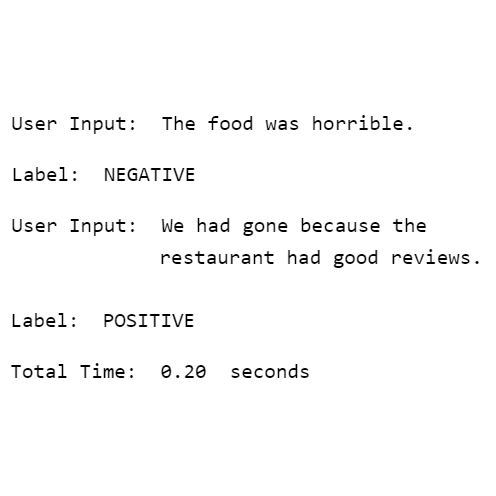 User Input:  The food was horrible.
Label:  NEGATIVE
User Input:  We had gone because the
restaurant had good reviews.
Label:  POSITIVE
Total Time:  0.20  seconds